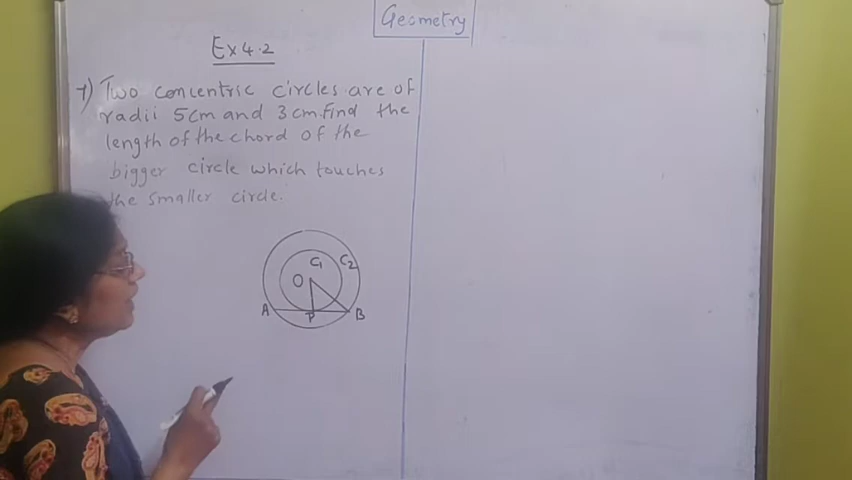 Geometry
Ex 4.2
7) Two concentric circles are of
radii 5cm and 3cm. Find the
length of the chord of the
bigger circle which touches
the smaller circle.
C1 C2
O
A P B